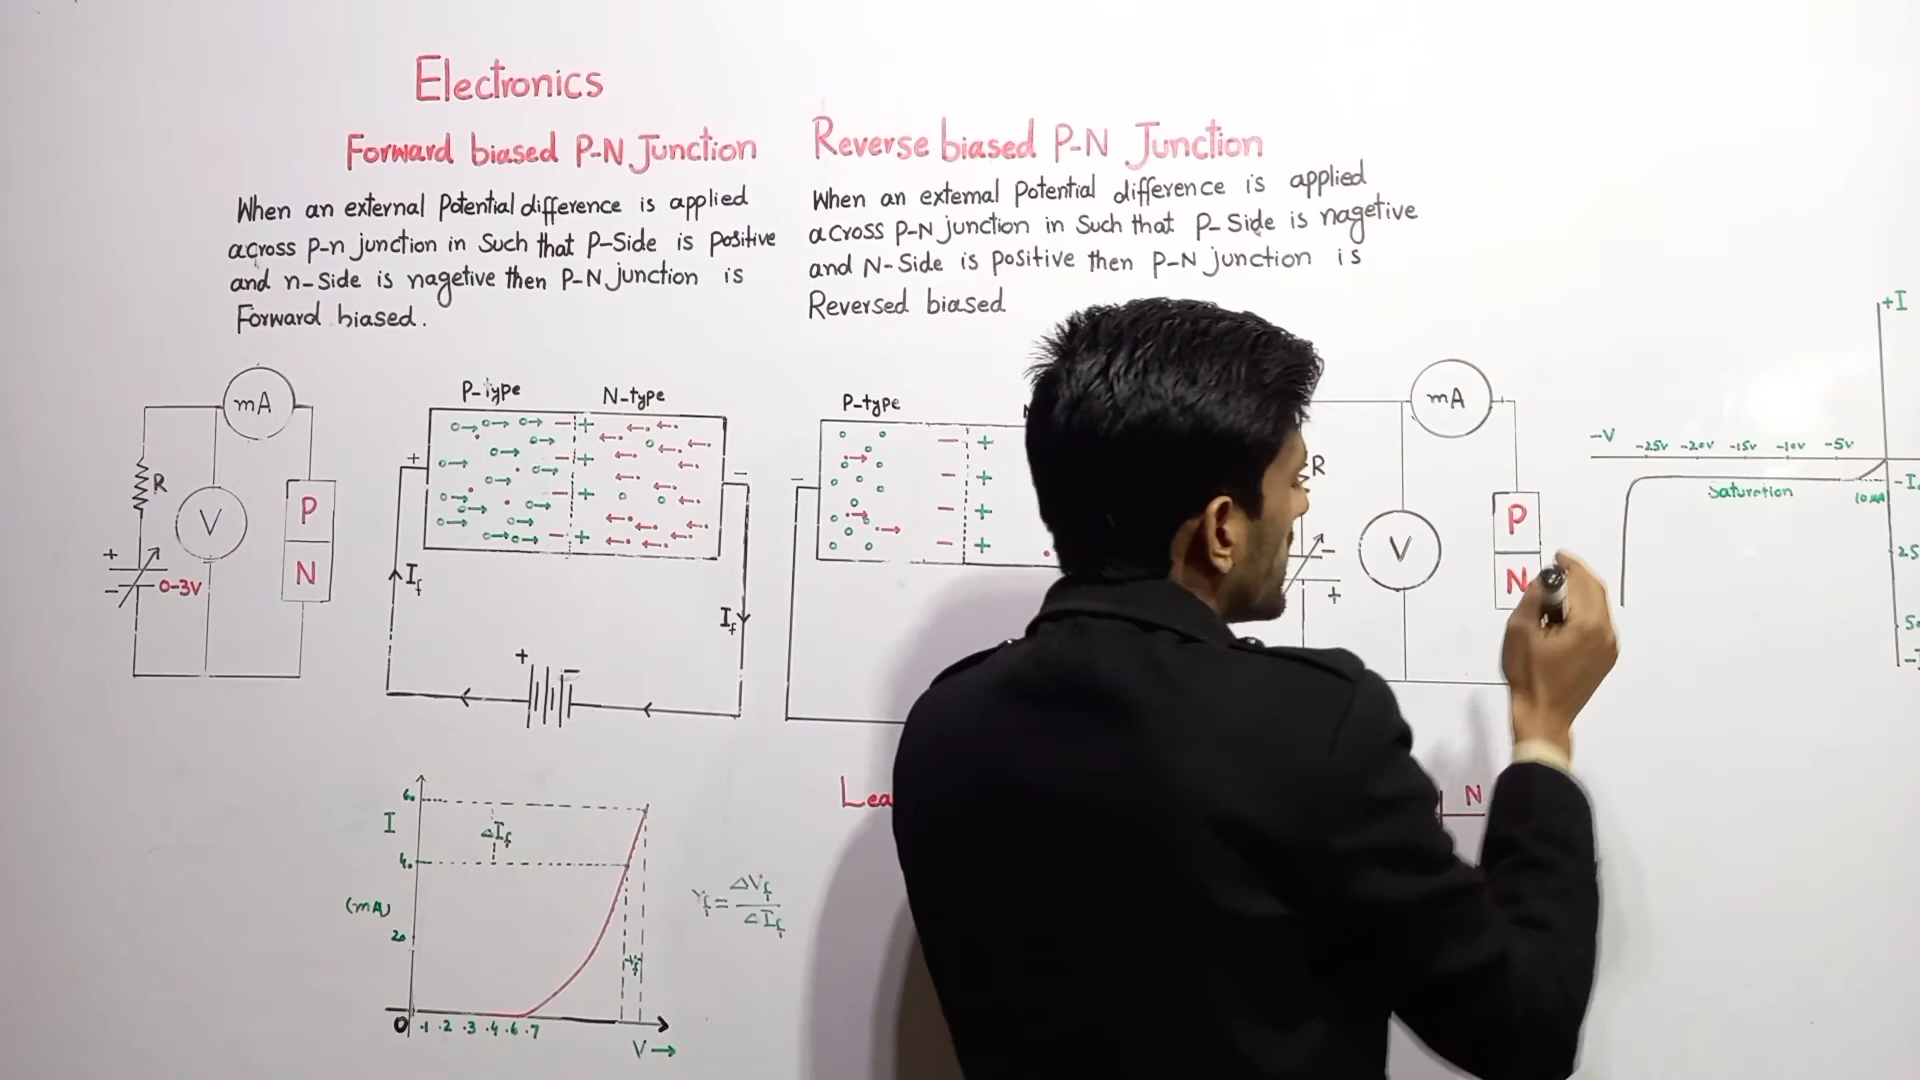 Electronics
Forward biased P-N Junction
When an external Potential difference is applied
across p-n junction in Such that P-Side is positive
and n-Side is nagetive then P-N junction is
Forward biased.
mA
R
V
P
N
+
-
0-3V
P-type
N-type
+
-
If
If
+
-
60
I
ΔIf
40
(mA)
20
0 .1 .2 .3 .4 .6 .7
V→
rf = ΔVf
ΔIf
Reverse biased P-N Junction
When an external Potential difference is applied
across P-N junction in Such that P-Side is nagetive
and N-Side is positive then P-N junction is
Reversed biased
P-type
-
Lea
mA
R
V
P
N
-
+
N
+I
-V -25v -20v -15v -10v -5v
Saturation